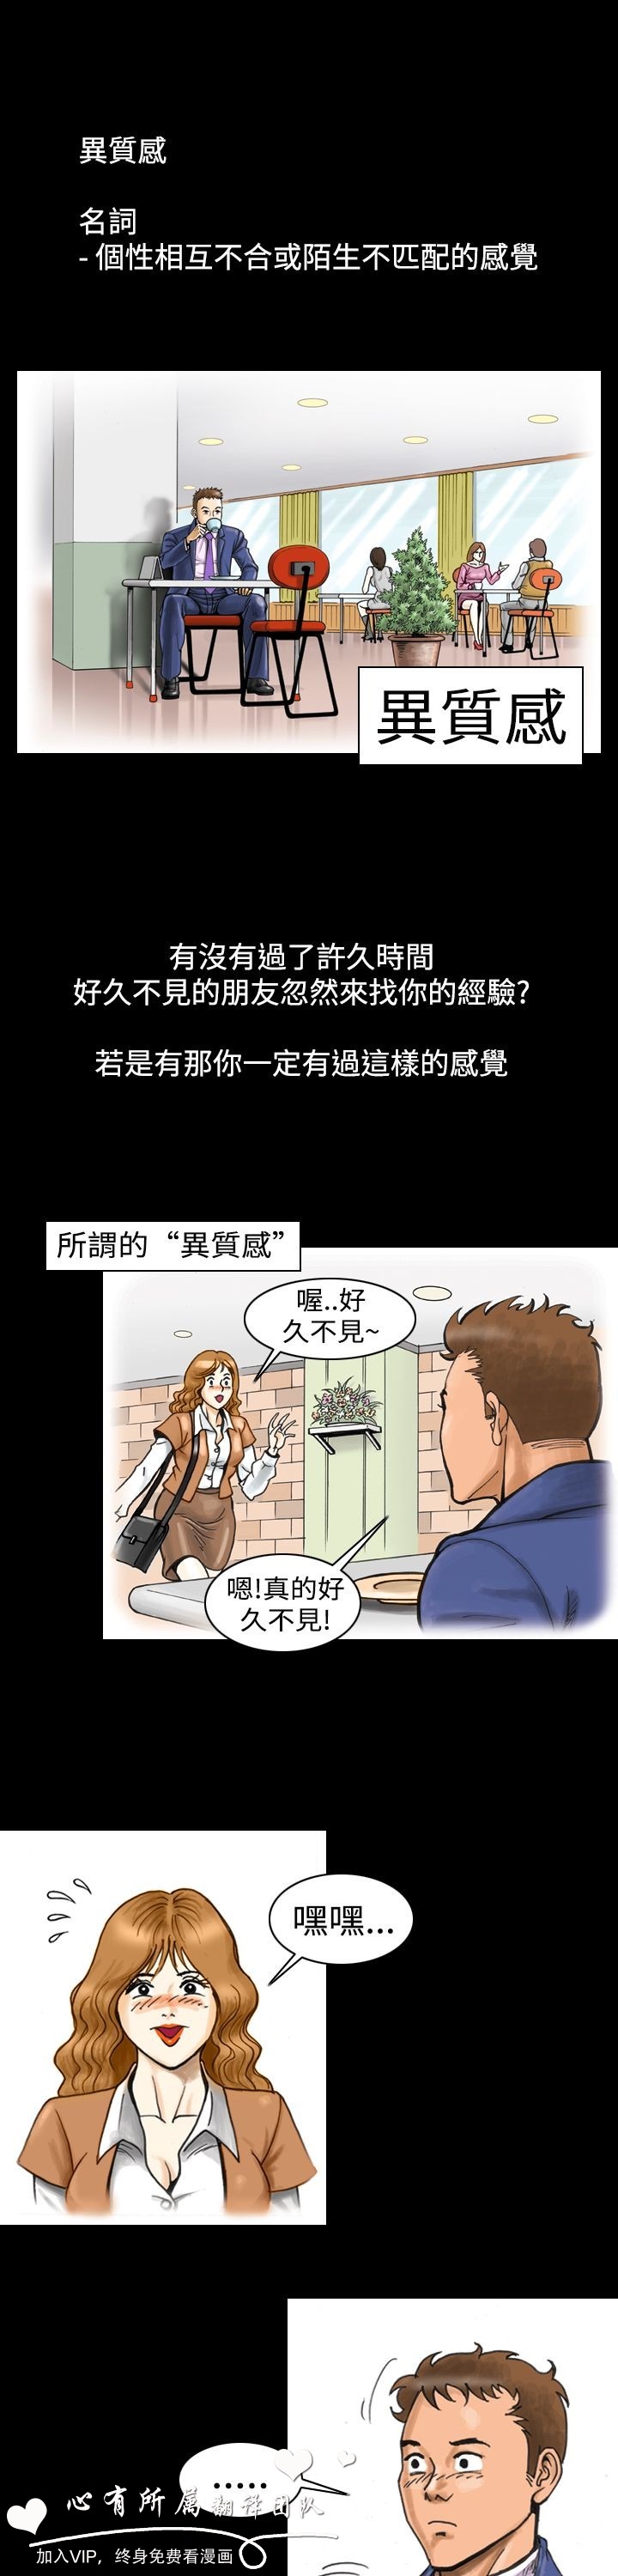 異質感
名詞
- 個性相互不合或陌生不匹配的感覺
異質感
有沒有過了許久時間
好久不見的朋友忽然來找你的經驗?
若是有那你一定有過這樣的感覺
所謂的“異質感”
喔..好
久不見~
嗯!真的好
久不見!
嘿嘿...
.....
心有所属翻译团队
加入VIP，终身免费看漫画